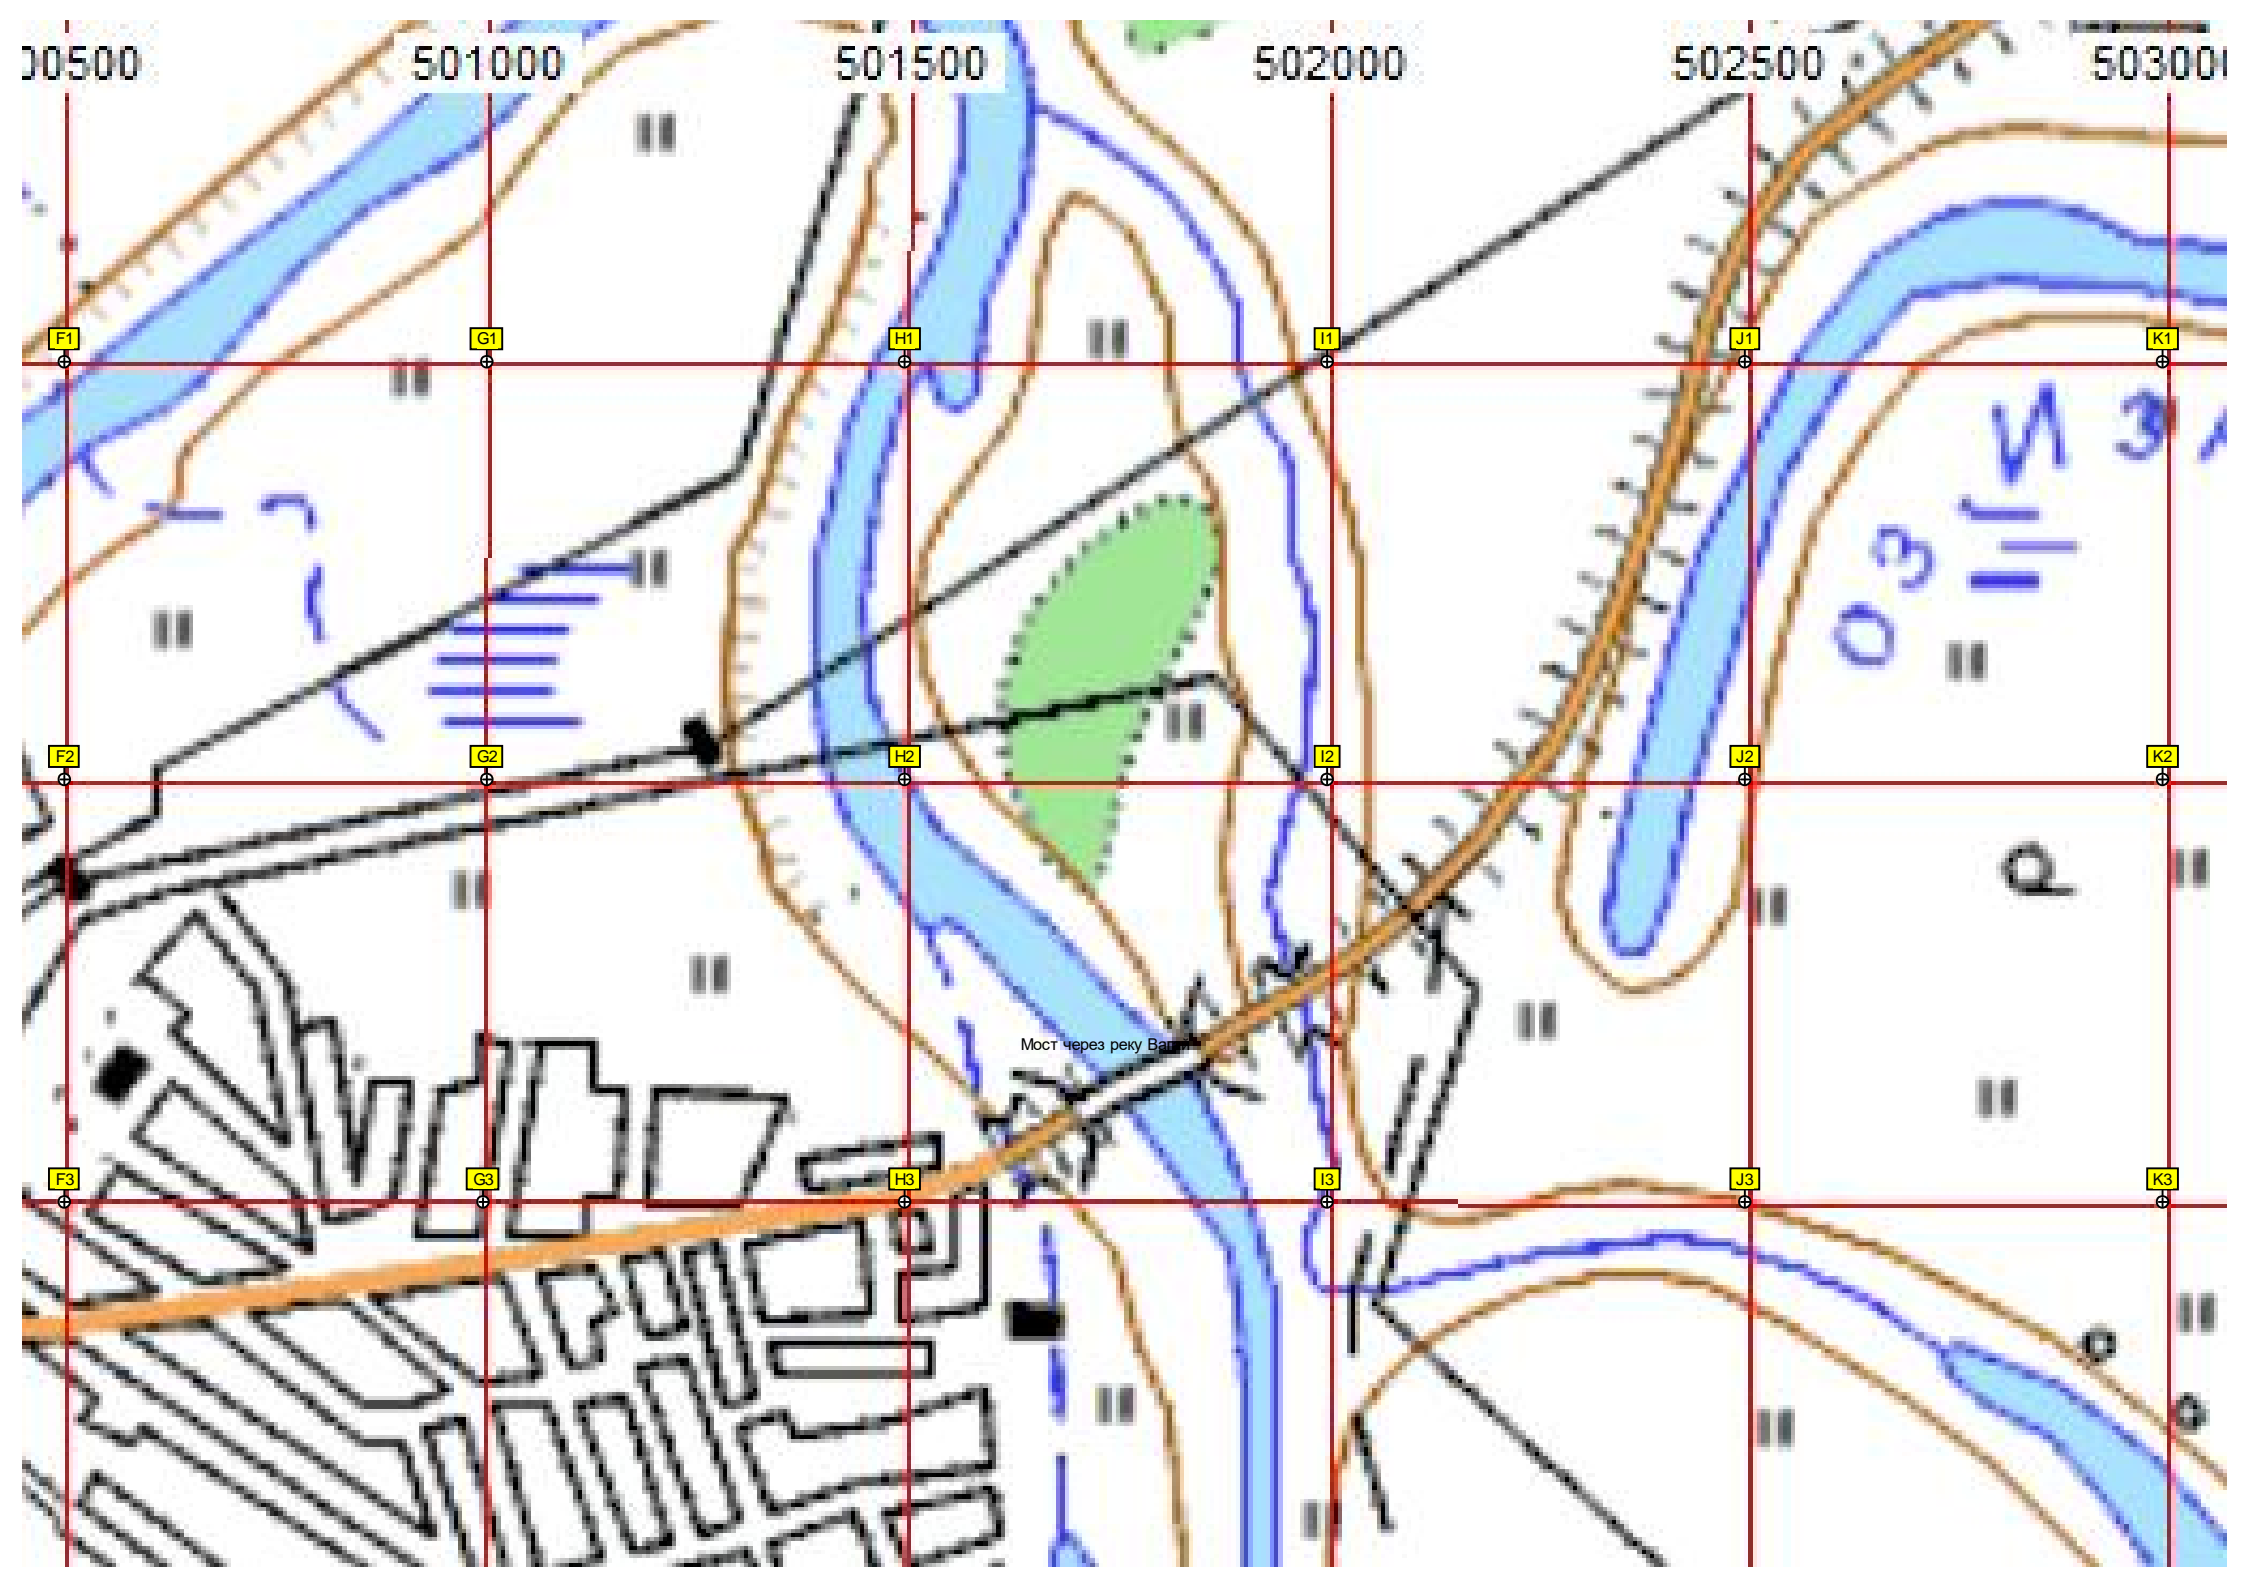 501000 501500 502000 502500
F1 G1 H1 I1 J1 K1
И З
З
О
F2 G2 H2 I2 J2 K2
Мост через реку
F3 G3 H3 I3 J3 K3